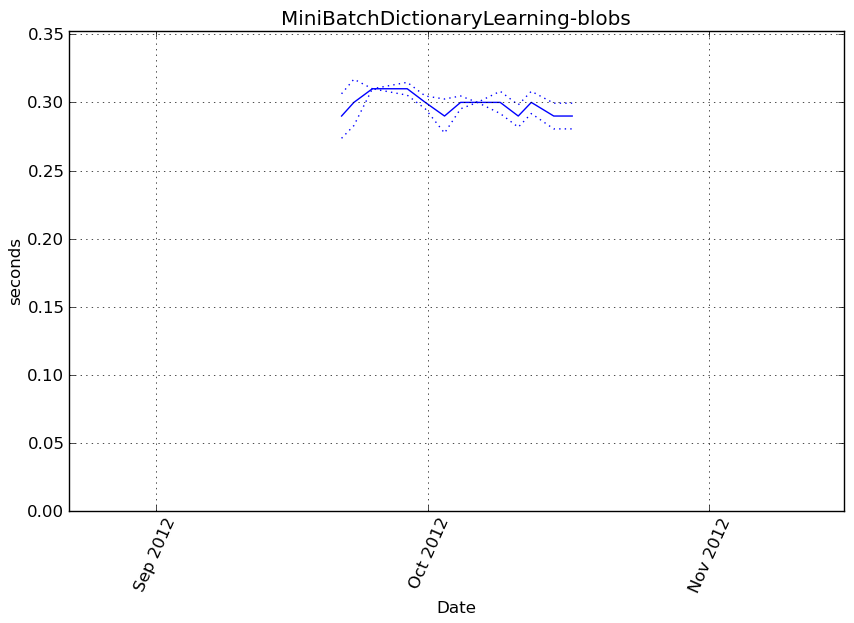 MiniBatchDictionaryLearning-blobs
0.35
0.30
0.25
0.20
0.15
0.10
0.05
0.00
seconds
Sep 2012
Oct 2012
Nov 2012
Date